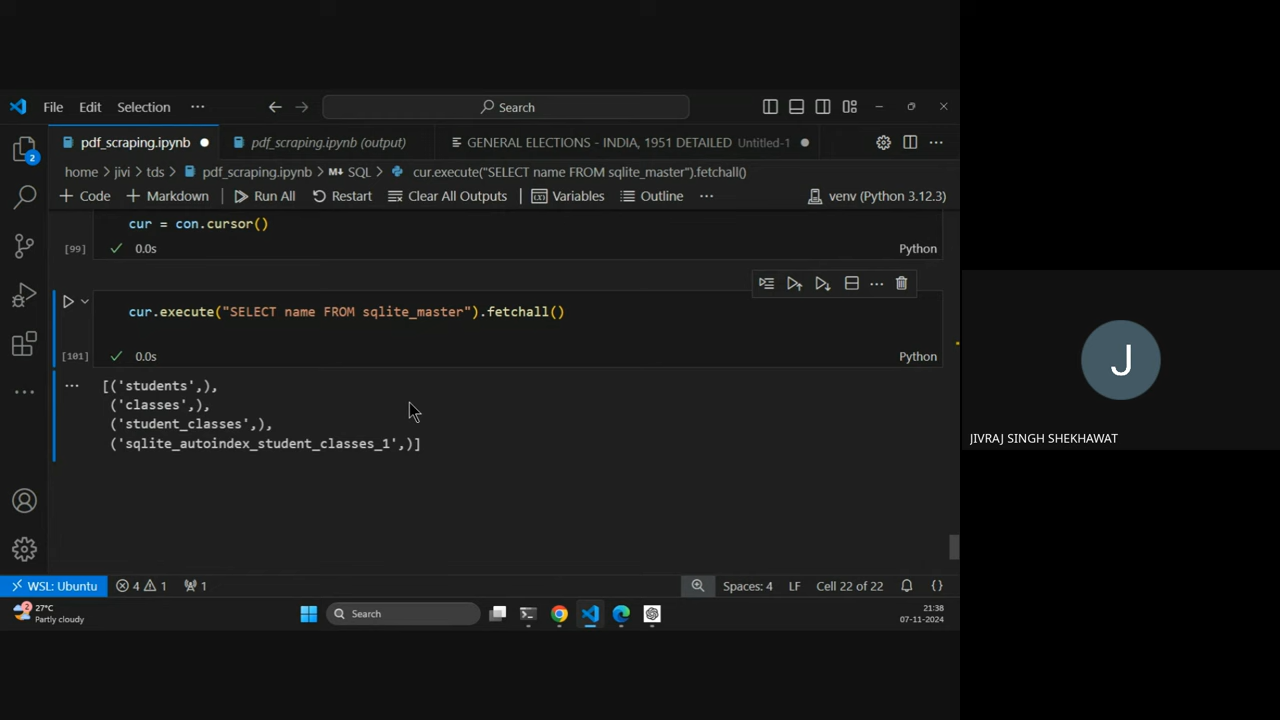 File Edit Selection ··· Search
pdf_scraping.ipynb pdf_scraping.ipynb (output) GENERAL ELECTIONS - INDIA, 1951 DETAILED Untitled-1
home > jivi > tds > pdf_scraping.ipynb > M↓ SQL > cur.execute("SELECT name FROM sqlite_master").fetchall()
+ Code + Markdown Run All Restart Clear All Outputs Variables Outline ··· venv (Python 3.12.3)
2
cur = con.cursor()
[99] 0.0s Python
cur.execute("SELECT name FROM sqlite_master").fetchall()
[101] 0.0s Python
[('students',),
('classes',),
('student_classes',),
('sqlite_autoindex_student_classes_1',)]
J
JIVRAJ SINGH SHEKHAWAT
WSL: Ubuntu 4 1 1 Spaces: 4 LF Cell 22 of 22 {}
2 27°C
Partly cloudy
Search
21:38
07-11-2024